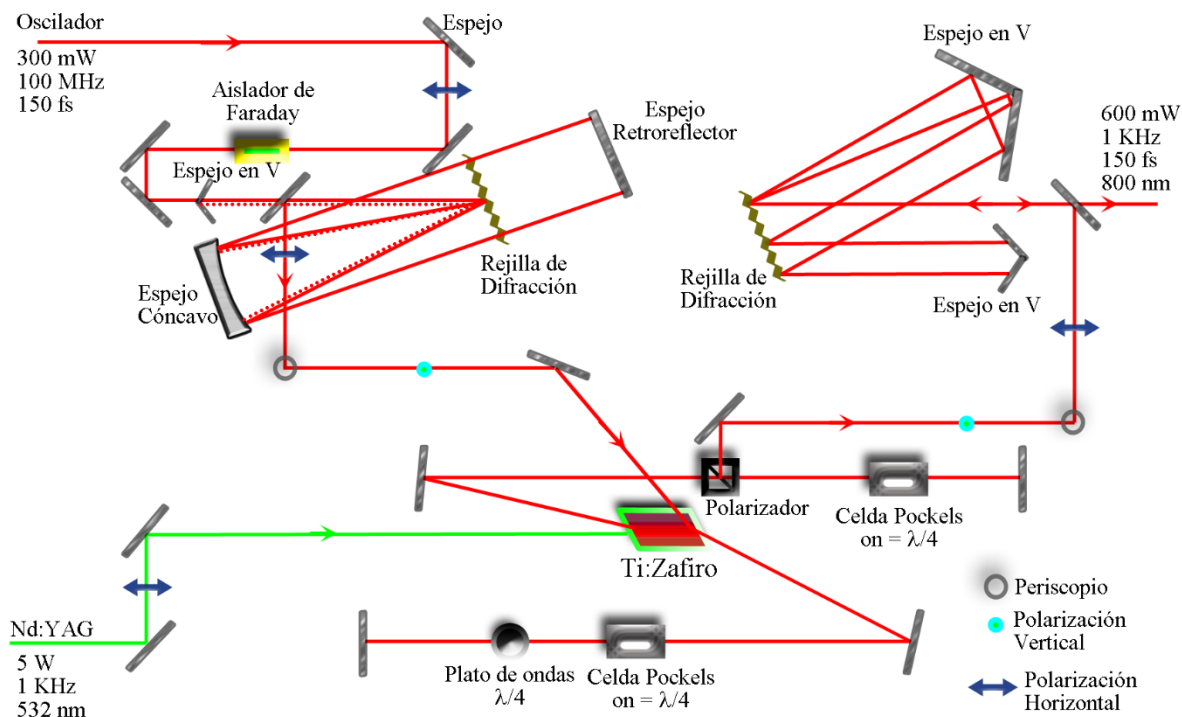 Oscilador
300 mW
100 MHz
150 fs
Espejo
Aislador de
Faraday
Espejo en V
Espejo
Retroreflector
Rejilla de
Difracción
Espejo
Cóncavo
Espejo en V
600 mW
1 KHz
150 fs
800 nm
Rejilla de
Difracción
Espejo en V
Polarizador
Celda Pockels
on = λ/4
Ti:Zafiro
Nd:YAG
5 W
1 KHz
532 nm
Plato de ondas
λ/4
Celda Pockels
on = λ/4
Periscopio
Polarización
Vertical
Polarización
Horizontal